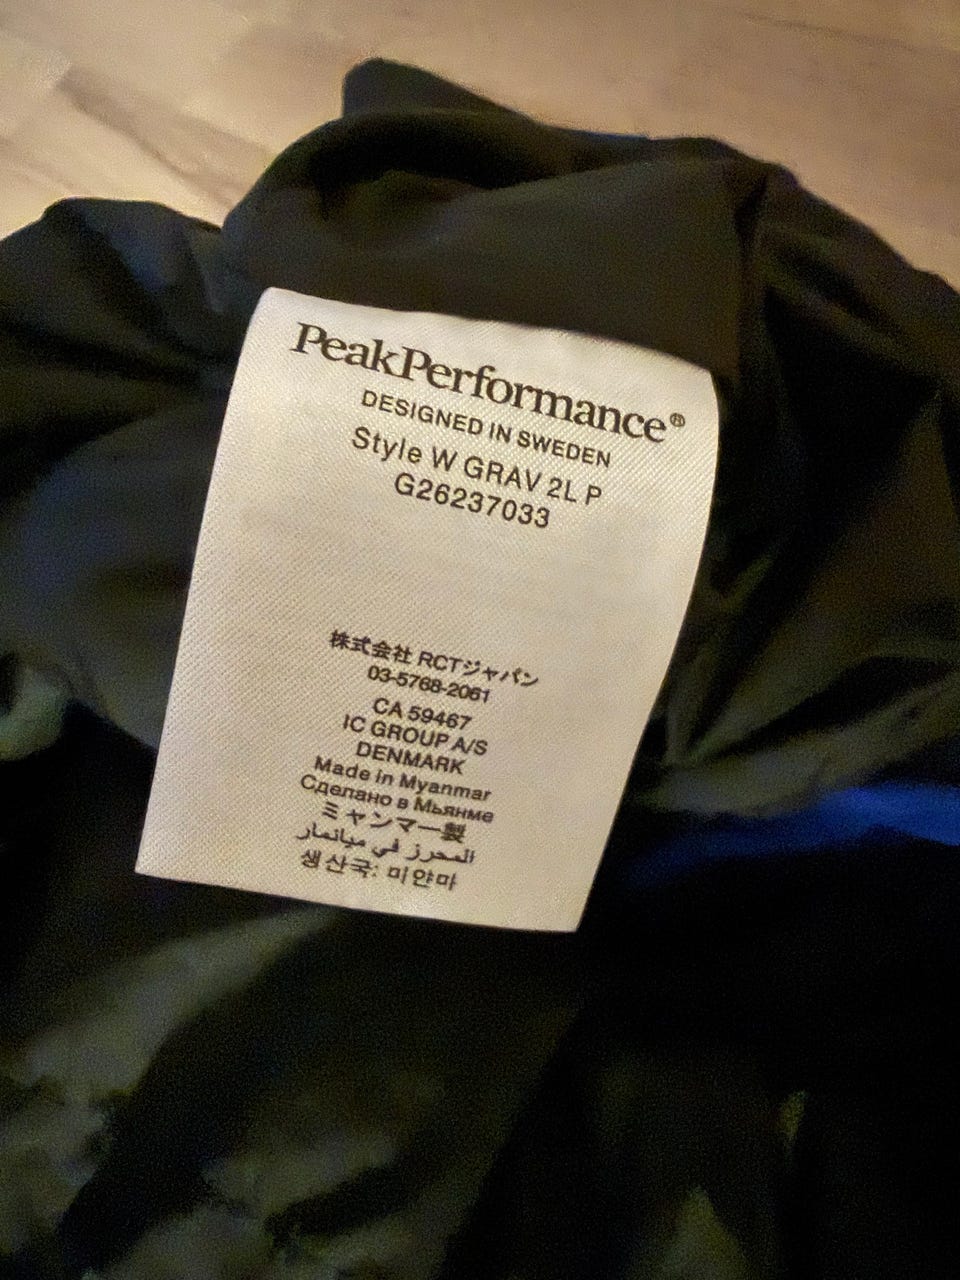 PeakPerformance®
DESIGNED IN SWEDEN
Style W GRAV 2L P
G26237033
株式会社 RCTジャパン
03-5768-2061
CA 59467
IC GROUP A/S
DENMARK
Made in Myanmar
Сделано в Мьянме
ミャンマー製
المحرز في ميانمار
생산국: 미얀마